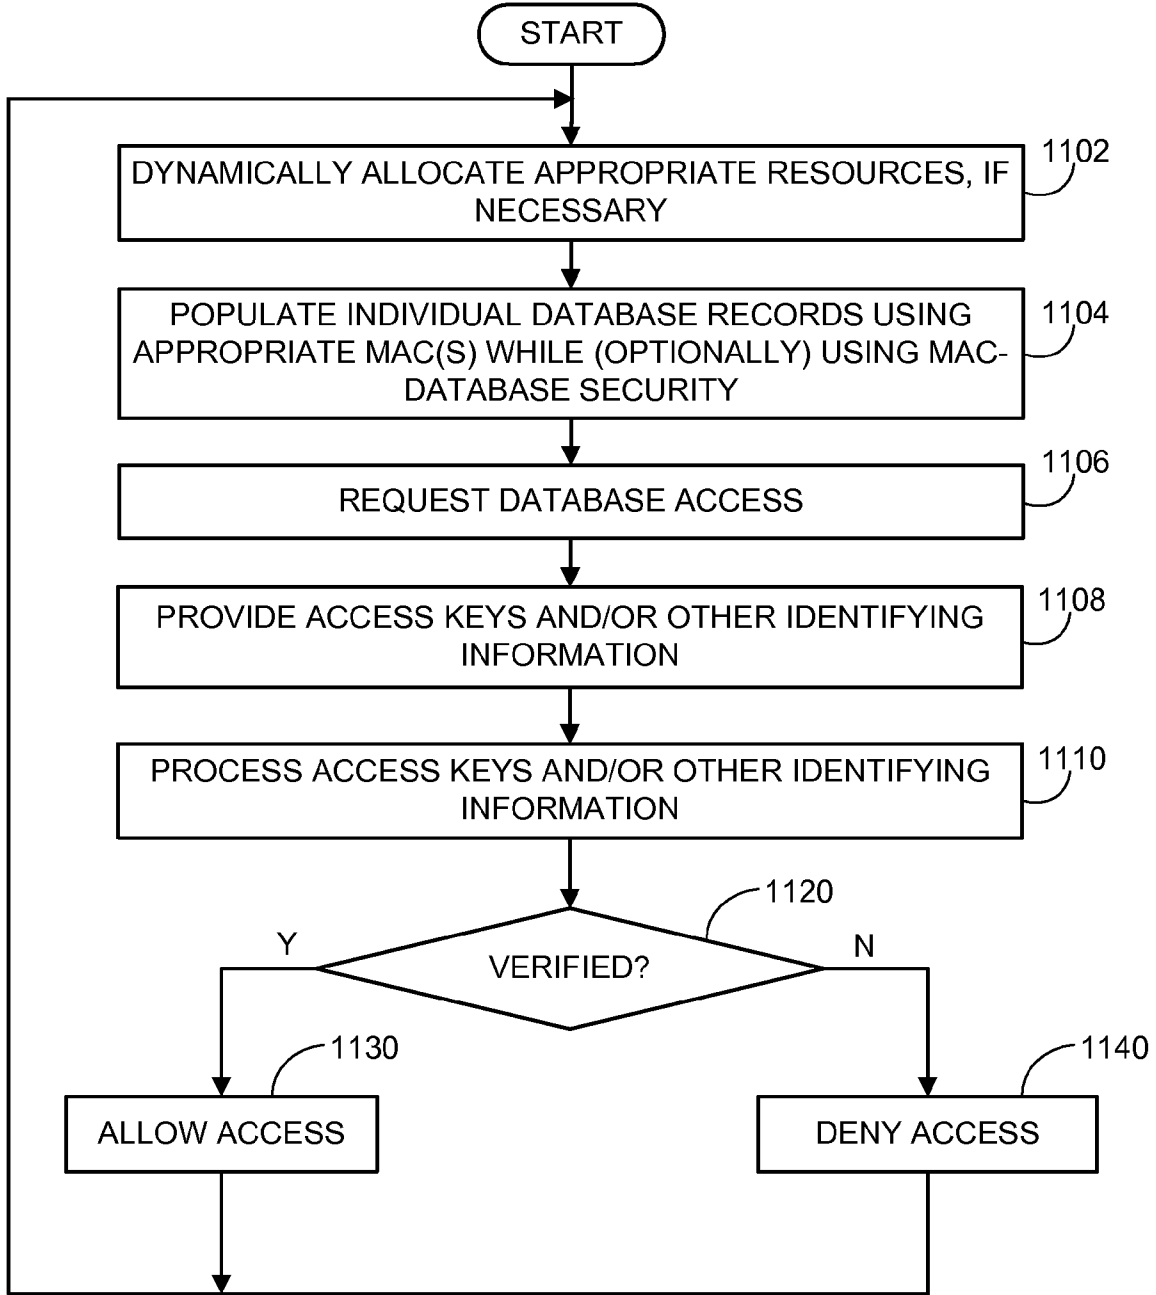 START
1102
DYNAMICALLY ALLOCATE APPROPRIATE RESOURCES, IF
NECESSARY
1104
POPULATE INDIVIDUAL DATABASE RECORDS USING
APPROPRIATE MAC(S) WHILE (OPTIONALLY) USING MAC-
DATABASE SECURITY
1106
REQUEST DATABASE ACCESS
1108
PROVIDE ACCESS KEYS AND/OR OTHER IDENTIFYING
INFORMATION
1110
PROCESS ACCESS KEYS AND/OR OTHER IDENTIFYING
INFORMATION
1120
Y
N
VERIFIED?
1130
1140
ALLOW ACCESS
DENY ACCESS